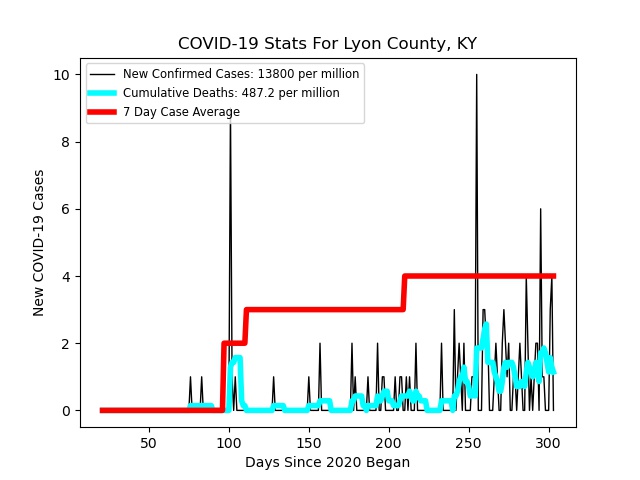 COVID-19 Stats For Lyon County, KY
New Confirmed Cases: 13800 per million
Cumulative Deaths: 487.2 per million
7 Day Case Average
New COVID-19 Cases
10
8
6
4
2
0
50 100 150 200 250 300
Days Since 2020 Began